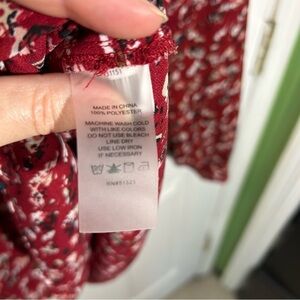 MADE IN CHINA
100% POLYESTER
MACHINE WASH COLD
WITH LIKE COLORS
DO NOT USE BLEACH
LINE DRY
USE LOW IRON
IF NECESSARY